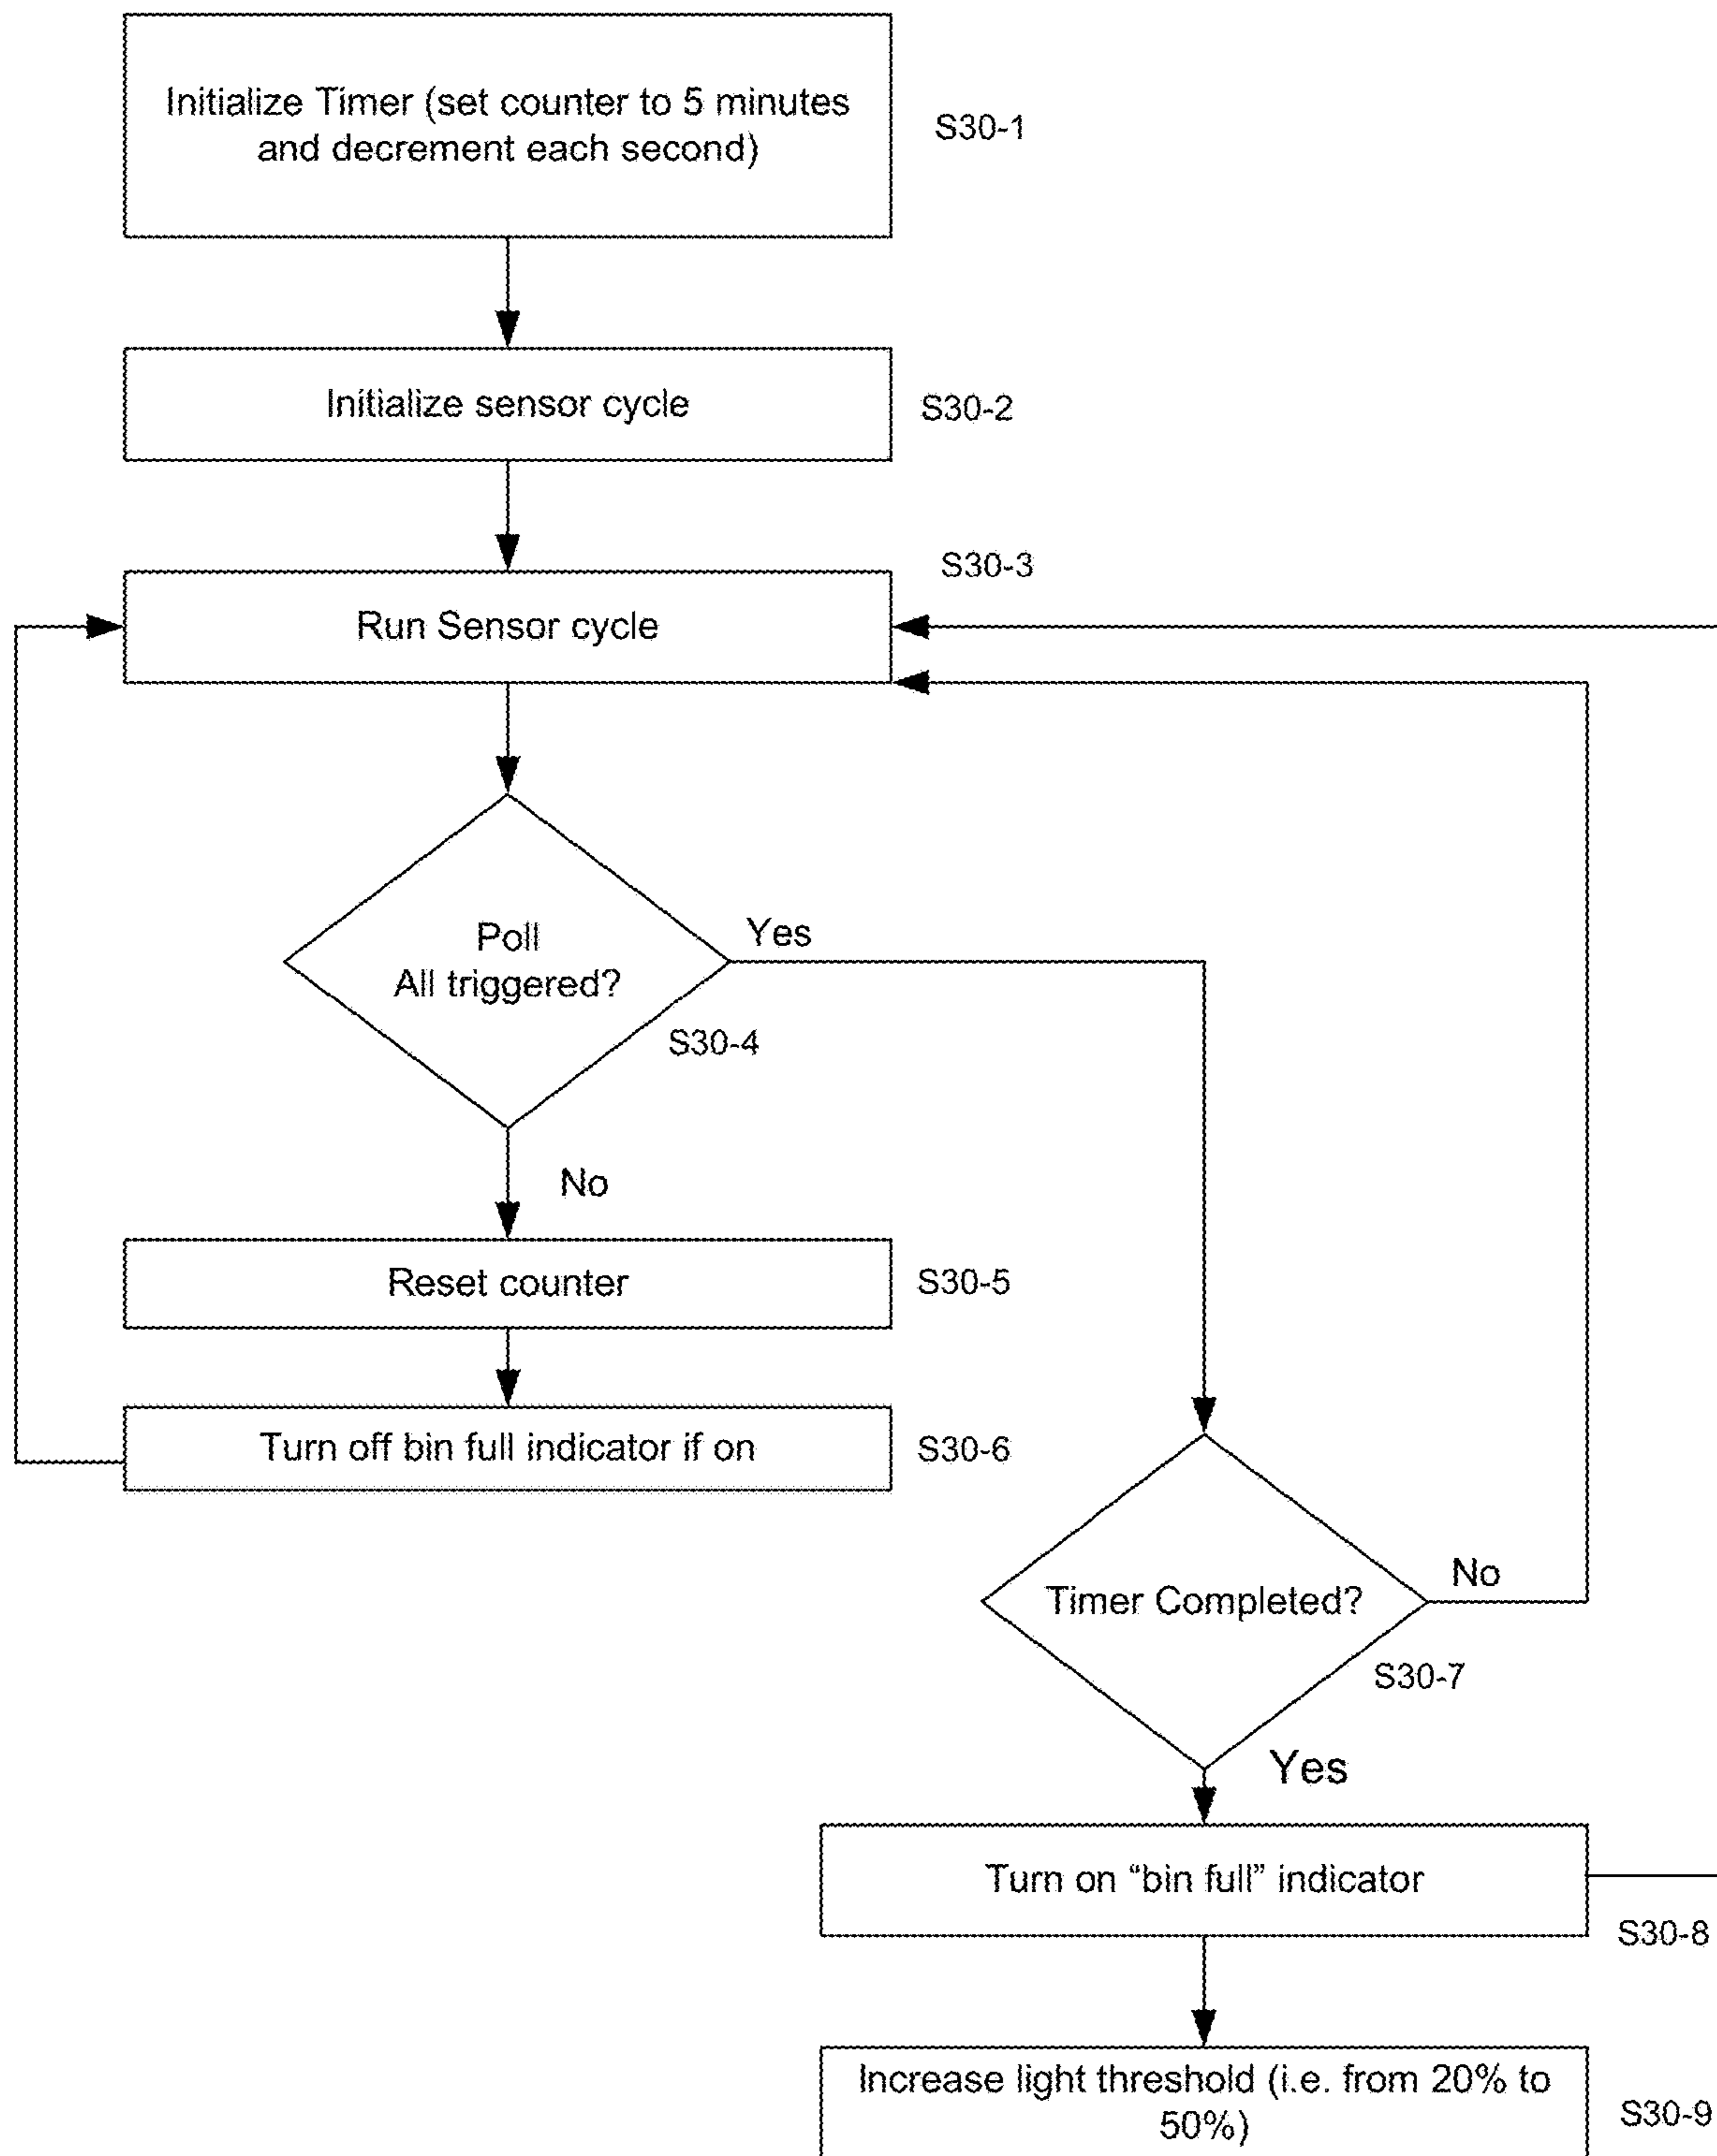 Initialize Timer (set counter to 5 minutes
and decrement each second)
S30-1
Initialize sensor cycle
S30-2
S30-3
Run Sensor cycle
Poll
All triggered?
Yes
S30-4
No
Reset counter
S30-5
Turn off bin full indicator if on
S30-6
Timer Completed?
No
S30-7
Yes
Turn on “bin full” indicator
S30-8
Increase light threshold (i.e. from 20% to
50%)
S30-9